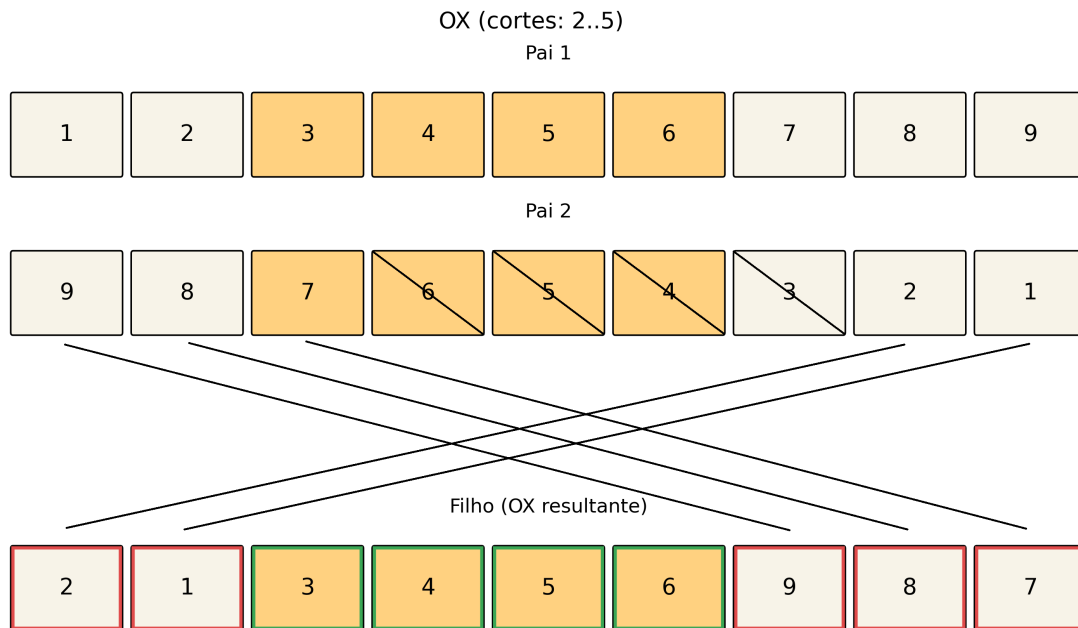 OX (cortes: 2..5)
Pai 1
1 2 3 4 5 6 7 8 9
Pai 2
9 8 7 6 5 4 3 2 1
Filho (OX resultante)
2 1 3 4 5 6 9 8 7